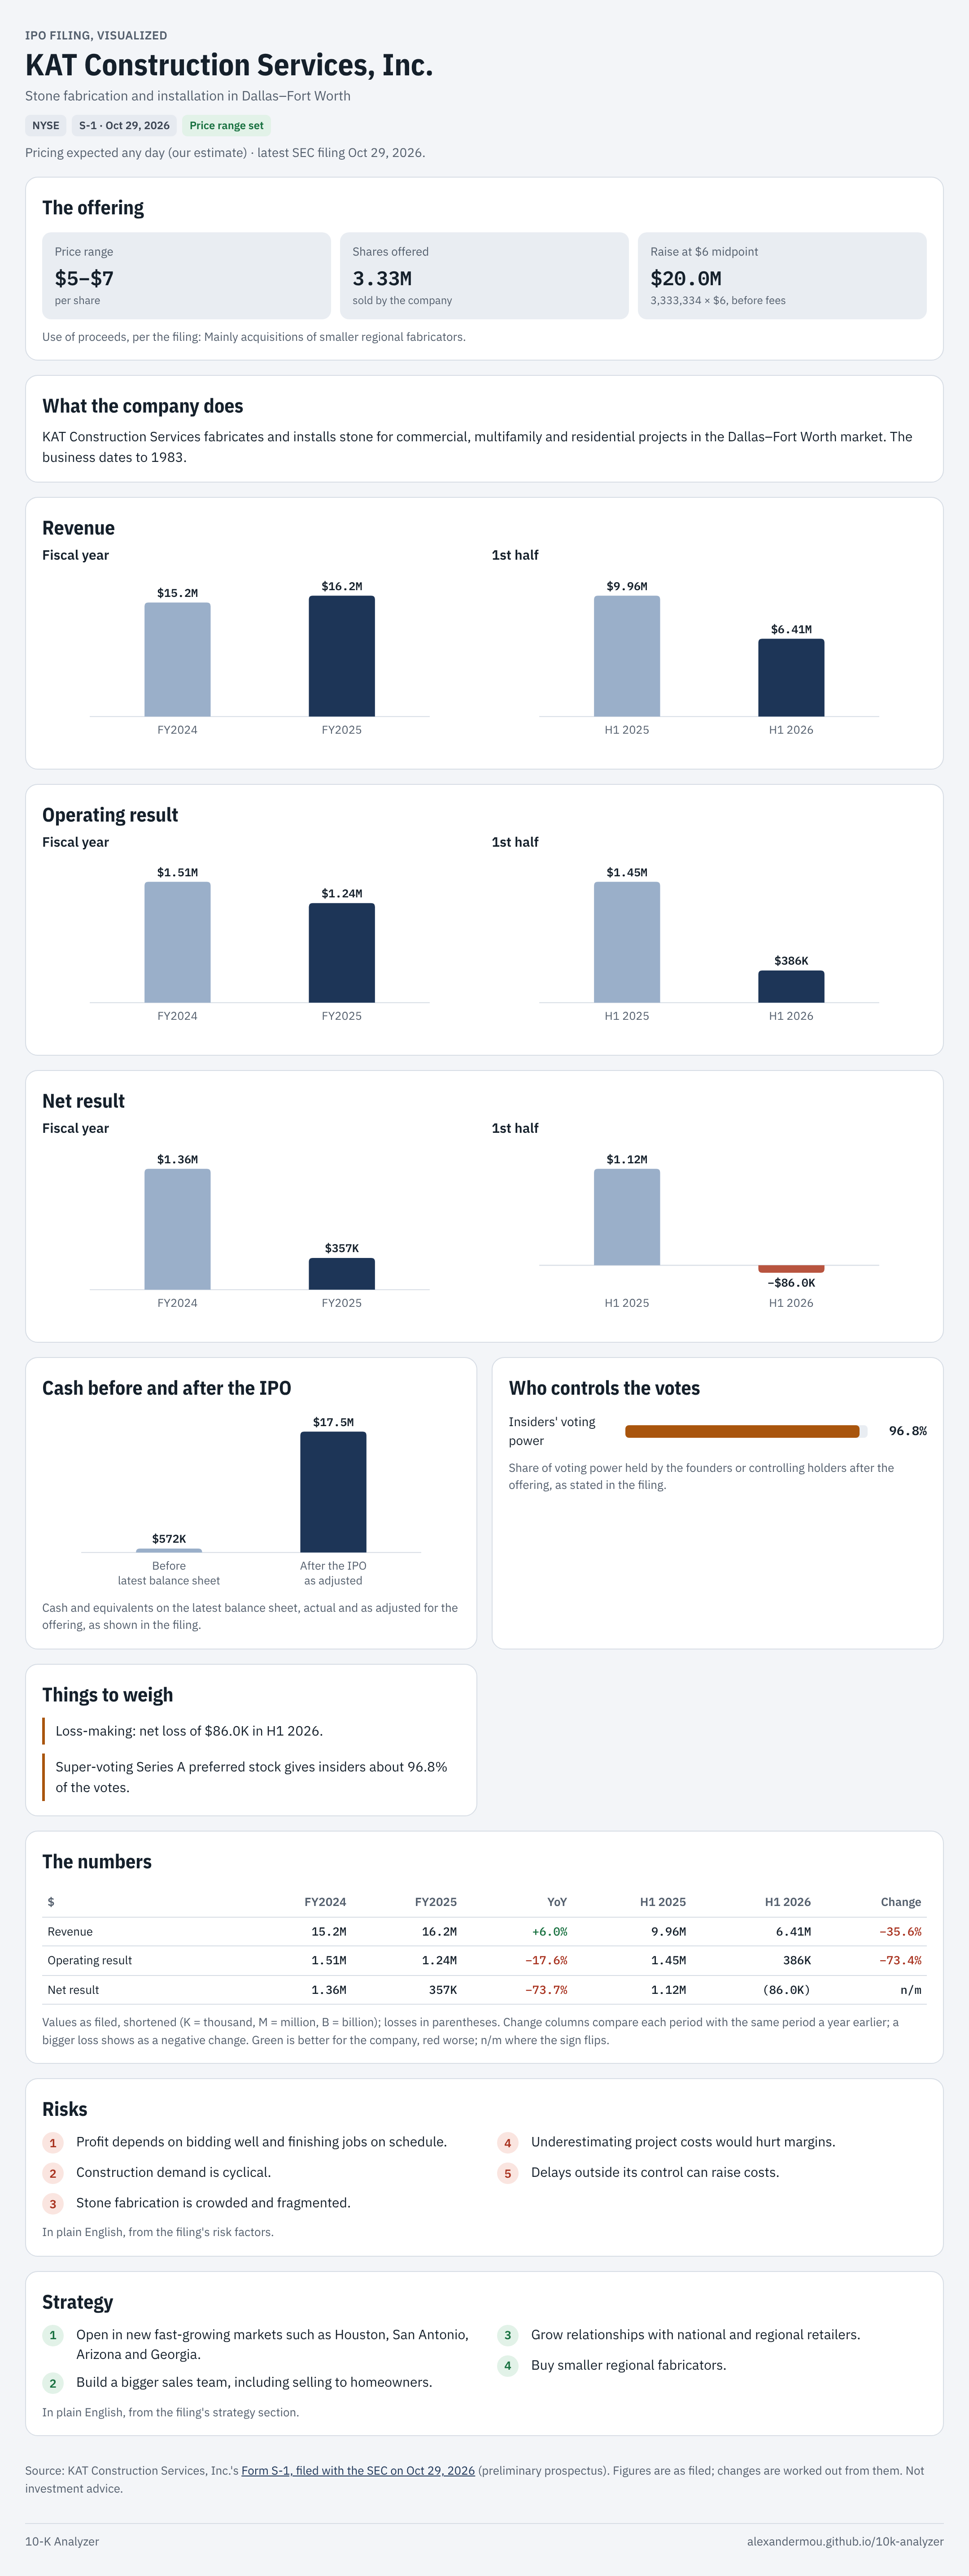 IPO FILING, VISUALIZED
KAT Construction Services, Inc.
Stone fabrication and installation in Dallas–Fort Worth
NYSE
S-1 · Oct 29, 2026
Price range set
Pricing expected any day (our estimate) · latest SEC filing Oct 29, 2026.
The offering
Price range
$5–$7
per share
Shares offered
3.33M
sold by the company
Raise at $6 midpoint
$20.0M
3,333,334 × $6, before fees
Use of proceeds, per the filing: Mainly acquisitions of smaller regional fabricators.
What the company does
KAT Construction Services fabricates and installs stone for commercial, multifamily and residential projects in the Dallas–Fort Worth market. The
business dates to 1983.
Revenue
Fiscal year
$15.2M
$16.2M
FY2024
FY2025
1st half
$9.96M
$6.41M
H1 2025
H1 2026
Operating result
Fiscal year
$1.51M
$1.24M
FY2024
FY2025
1st half
$1.45M
$386K
H1 2025
H1 2026
Net result
Fiscal year
$1.36M
$357K
FY2024
FY2025
1st half
$1.12M
−$86.0K
H1 2025
H1 2026
Cash before and after the IPO
$572K
$17.5M
Before
latest balance sheet
After the IPO
as adjusted
Cash and equivalents on the latest balance sheet, actual and as adjusted for the
offering, as shown in the filing.
Who controls the votes
Insiders' voting
power
96.8%
Share of voting power held by the founders or controlling holders after the
offering, as stated in the filing.
Things to weigh
Loss-making: net loss of $86.0K in H1 2026.
Super-voting Series A preferred stock gives insiders about 96.8%
of the votes.
The numbers
$ FY2024 FY2025 YoY H1 2025 H1 2026 Change
Revenue 15.2M 16.2M +6.0% 9.96M 6.41M −35.6%
Operating result 1.51M 1.24M −17.6% 1.45M 386K −73.4%
Net result 1.36M 357K −73.7% 1.12M (86.0K) n/m
Values as filed, shortened (K = thousand, M = million, B = billion); losses in parentheses. Change columns compare each period with the same period a year earlier; a
bigger loss shows as a negative change. Green is better for the company, red worse; n/m where the sign flips.
Risks
1 Profit depends on bidding well and finishing jobs on schedule.
2 Construction demand is cyclical.
3 Stone fabrication is crowded and fragmented.
4 Underestimating project costs would hurt margins.
5 Delays outside its control can raise costs.
In plain English, from the filing's risk factors.
Strategy
1 Open in new fast-growing markets such as Houston, San Antonio,
Arizona and Georgia.
2 Build a bigger sales team, including selling to homeowners.
3 Grow relationships with national and regional retailers.
4 Buy smaller regional fabricators.
In plain English, from the filing's strategy section.
Source: KAT Construction Services, Inc.'s Form S-1, filed with the SEC on Oct 29, 2026 (preliminary prospectus). Figures are as filed; changes are worked out from them. Not
investment advice.
10-K Analyzer
alexandermou.github.io/10k-analyzer